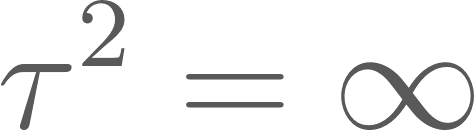 τ² = ∞